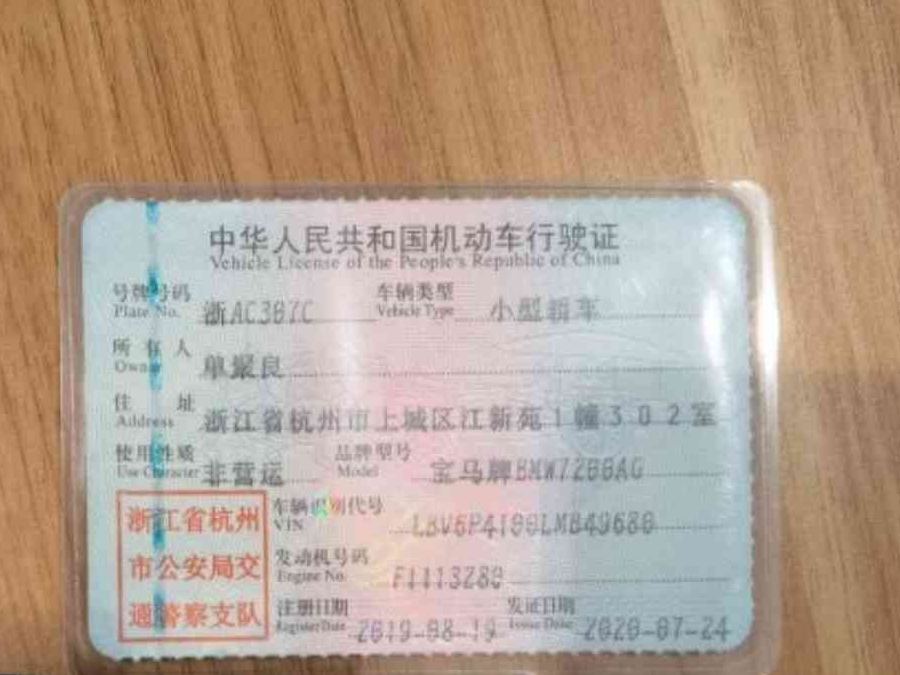 中华人民共和国机动车行驶证
Vehicle License of the People's Republic of China
号牌号码 车辆类型 小型轿车
Plate No. 浙AC387C Vehicle Type
所有人 单聚良
Owner
住址 浙江省杭州市上城区江新苑1幢302室
Address
使用性质 非营运 品牌型号 宝马牌
Use Character Model
浙江省杭州
市公安局交
通警察支队
车辆识别代号
VIN
发动机号码
Engine No.
注册日期 2019-08-19 发证日期 2020-07-24
Register Date Issue Date